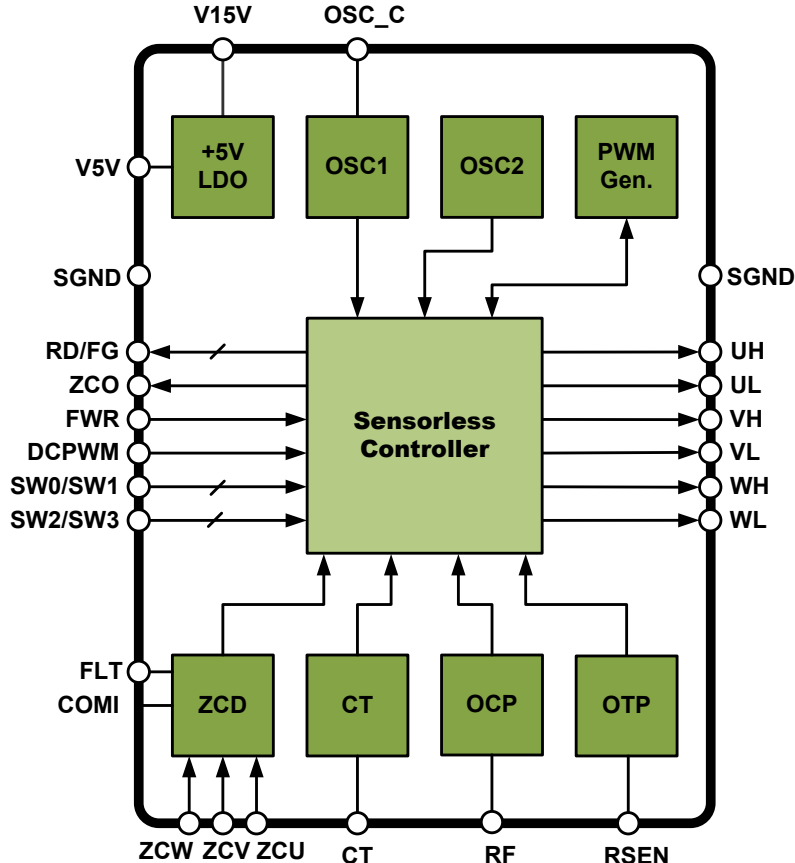 V15V
OSC_C
V5V
+5V
LDO
OSC1
OSC2
PWM
Gen.
SGND
SGND
RD/FG
ZCO
FWR
DCPWM
SW0/SW1
SW2/SW3
Sensorless
Controller
UH
UL
VH
VL
WH
WL
FLT
COMI
ZCD
CT
OCP
OTP
ZCW
ZCV
ZCU
CT
RF
RSEN